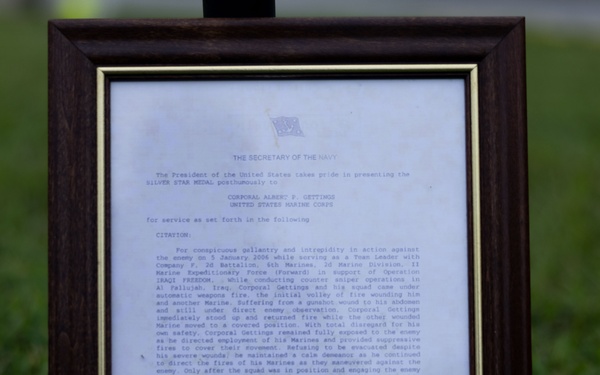 THE SECRETARY OF THE NAVY
The President of the United States takes pride in presenting the
SILVER STAR MEDAL posthumously to
CORPORAL ALBERT P. GETTINGS
UNITED STATES MARINE CORPS
for service as set forth in the following
CITATION:
For conspicuous gallantry and intrepidity in action against
the enemy on 5 January 2006 while serving as a Team Leader with
Company F, 2d Battalion, 6th Marines, 2d Marine Division, II
Marine Expeditionary Force (Forward) in support of Operation
IRAQI FREEDOM. While conducting counter sniper operations in
Al Fallujah, Iraq, Corporal Gettings and his squad came under
automatic weapons fire, the initial volley of fire wounding him
and another Marine. Suffering from a gunshot wound to his abdomen
and still under direct enemy observation, Corporal Gettings
immediately stood up and returned fire while the other wounded
Marine moved to a covered position. With total disregard for his
own safety, Corporal Gettings remained fully exposed to the enemy
as he directed employment of his Marines and provided suppressive
fires to cover their movement. Refusing to be evacuated despite
his severe wounds, he maintained a calm demeanor as he continued
to direct the fires of his Marines as they maneuvered against the
enemy. Only after the squad was in position and engaging the enemy